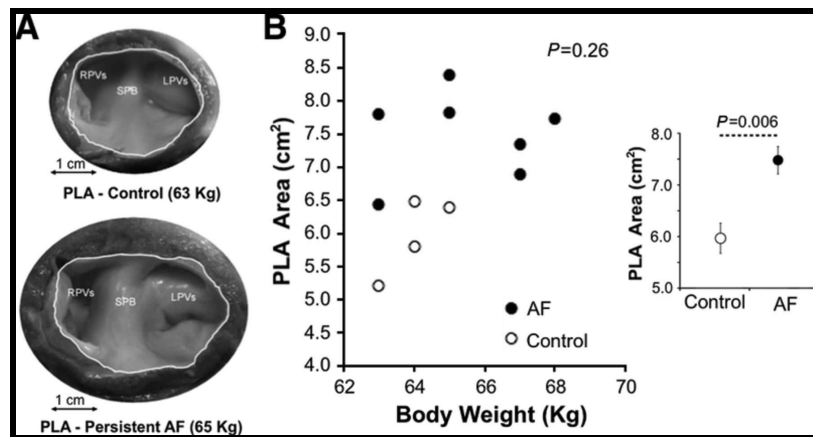 A
RPVs
LPVs
SPB
1 cm
PLA - Control (63 Kg)
RPVs
LPVs
SPB
1 cm
PLA - Persistent AF (65 Kg)
B
P=0.26
9.0
8.5
8.0
7.5
7.0
6.5
6.0
5.5
5.0
4.5
4.0
PLA Area (cm²)
62
64
66
68
70
Body Weight (Kg)
AF
Control
P=0.006
8.0
7.0
6.0
5.0
PLA Area (cm²)
Control
AF